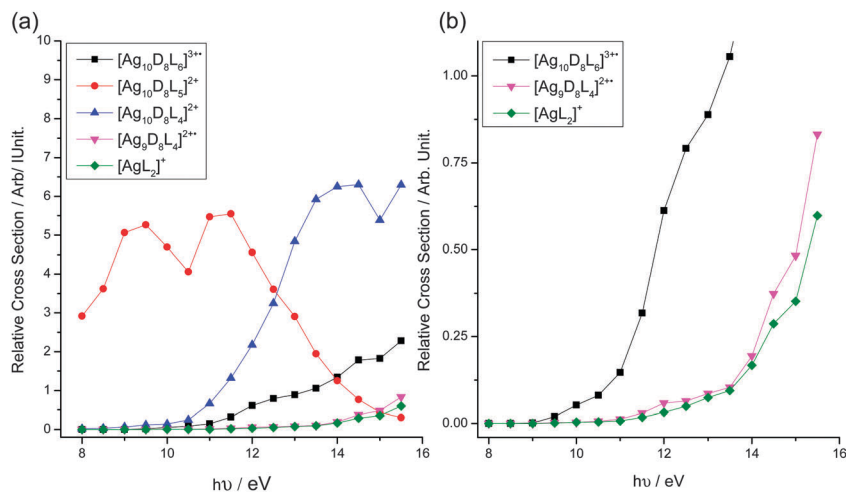 (a)
10
9
8
7
6
5
4
3
2
1
0
Relative Cross Section / Arb/ lUnit.
[Ag₁₀D₈L₆]³⁺•
[Ag₁₀D₈L₅]²⁺
[Ag₁₀D₈L₄]²⁺
[Ag₉D₈L₄]²⁺•
[AgL₂]⁺
8 10 12 14 16
hυ / eV
(b)
1.00
0.75
0.50
0.25
0.00
Relative Cross Section / Arb. Unit.
[Ag₁₀D₈L₆]³⁺•
[Ag₉D₈L₄]²⁺•
[AgL₂]⁺
8 10 12 14 16
hυ / eV